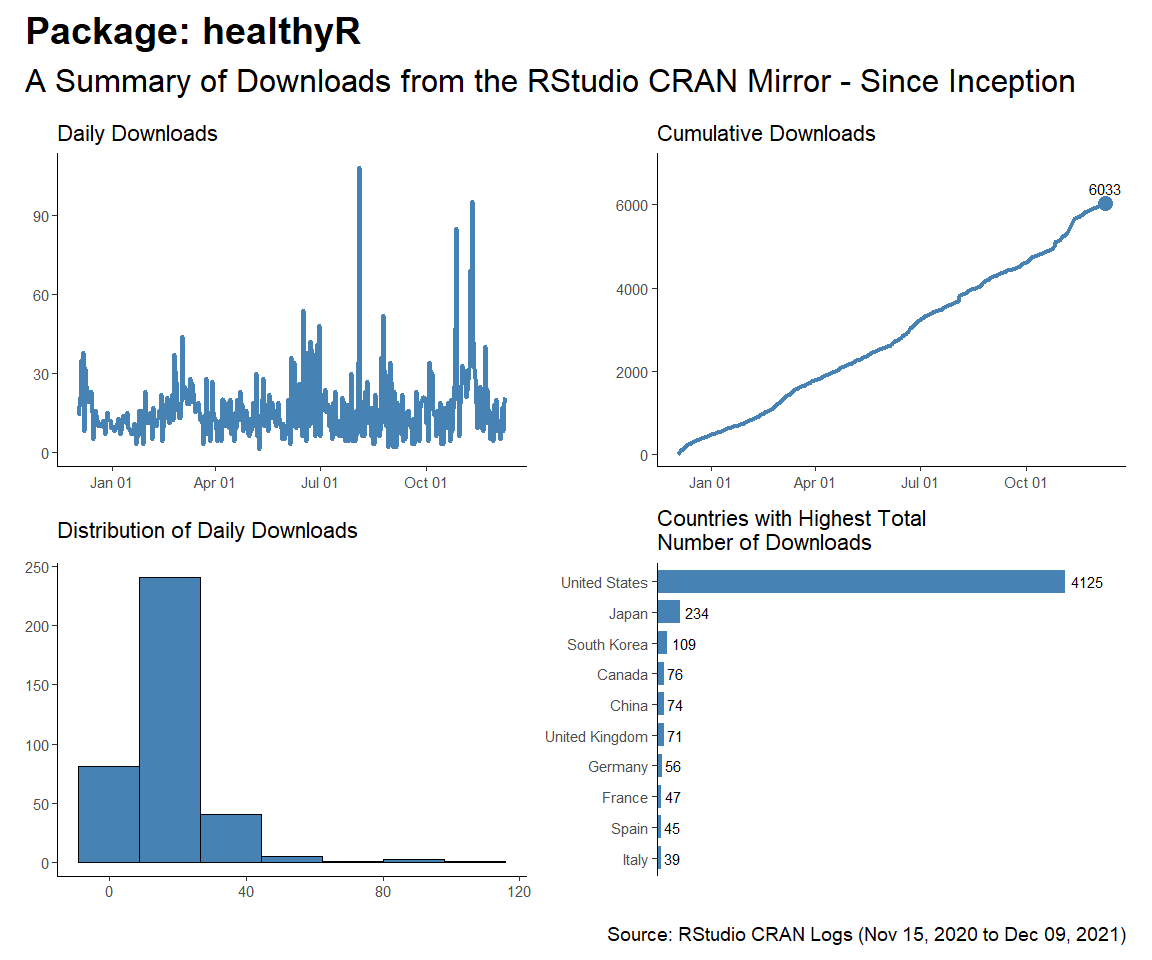 Package: healthyR
A Summary of Downloads from the RStudio CRAN Mirror - Since Inception
Daily Downloads
90
60
30
0
Jan 01 Apr 01 Jul 01 Oct 01
Cumulative Downloads
6033
6000
4000
2000
0
Jan 01 Apr 01 Jul 01 Oct 01
Distribution of Daily Downloads
250
200
150
100
50
0
0 40 80 120
Countries with Highest Total
Number of Downloads
United States 4125
Japan 234
South Korea 109
Canada 76
China 74
United Kingdom 71
Germany 56
France 47
Spain 45
Italy 39
Source: RStudio CRAN Logs (Nov 15, 2020 to Dec 09, 2021)